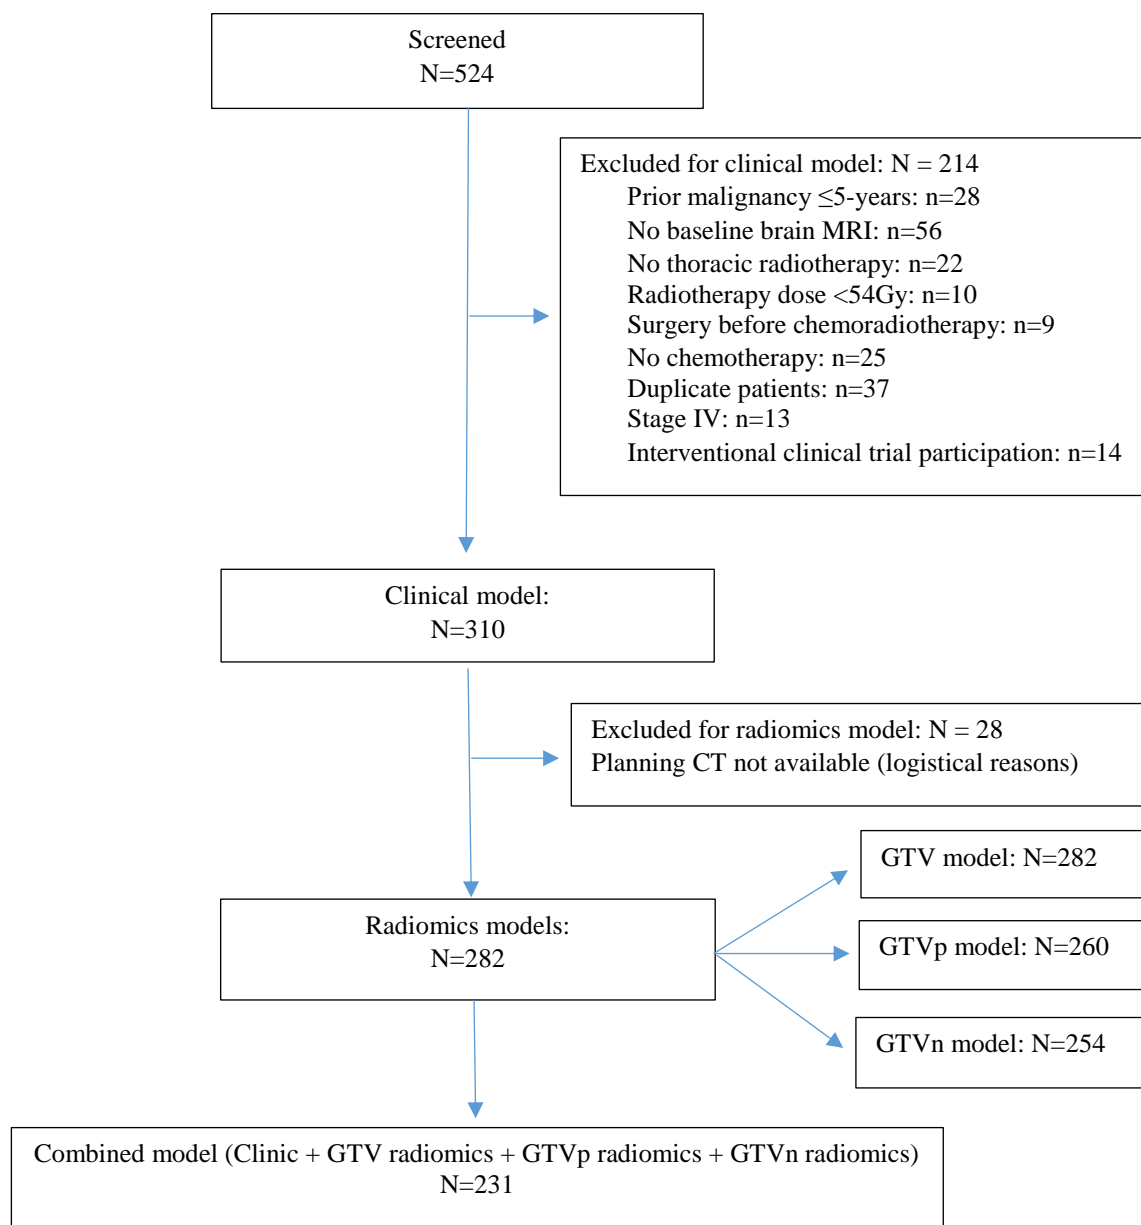 Screened
N=524
Excluded for clinical model: N = 214
Prior malignancy ≤5-years: n=28
No baseline brain MRI: n=56
No thoracic radiotherapy: n=22
Radiotherapy dose <54Gy: n=10
Surgery before chemoradiotherapy: n=9
No chemotherapy: n=25
Duplicate patients: n=37
Stage IV: n=13
Interventional clinical trial participation: n=14
Clinical model:
N=310
Excluded for radiomics model: N = 28
Planning CT not available (logistical reasons)
GTV model: N=282
Radiomics models:
N=282
GTVp model: N=260
GTVn model: N=254
Combined model (Clinic + GTV radiomics + GTVp radiomics + GTVn radiomics)
N=231